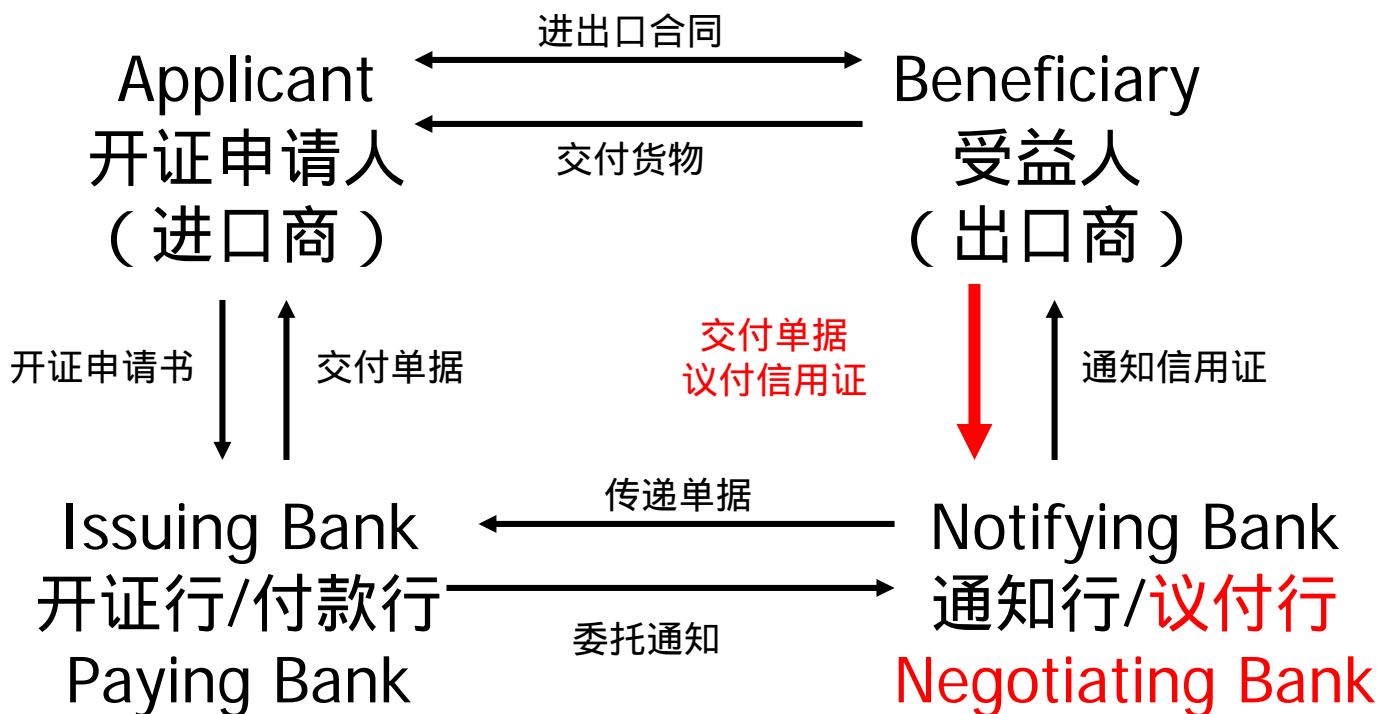 进出口合同
Applicant
开证申请人
（进口商）
Beneficiary
受益人
（出口商）
交付货物
开证申请书
交付单据
交付单据
议付信用证
通知信用证
传递单据
Issuing Bank
开证行/付款行
Paying Bank
Notifying Bank
通知行/议付行
Negotiating Bank
委托通知